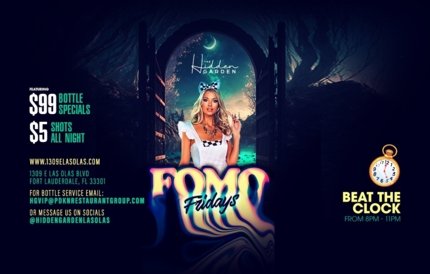 THE
Hidden
GARDEN
FEATURING
$99 BOTTLE
SPECIALS
$5 SHOTS
ALL NIGHT
WWW.1309ELASOLAS.COM
1309 E LAS OLAS BLVD
FORT LAUDERDALE, FL 33301
FOR BOTTLE SERVICE EMAIL:
HGVIP@PDKNRESTAURANTGROUP.COM
OR MESSAGE US ON SOCIALS
@HIDDENGARDENLASOLAS
FOMO
Fridays
BEAT THE
CLOCK
FROM 8PM - 11PM